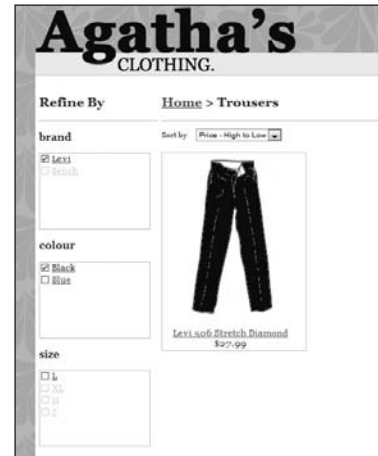 Agatha's
CLOTHING.
Refine By
Home > Trousers
brand
Sort by Price - High to Low
Levi
Bench
colour
Black
Blue
Levi 506 Stretch Diamond
$27.99
size
L
XL
M
S